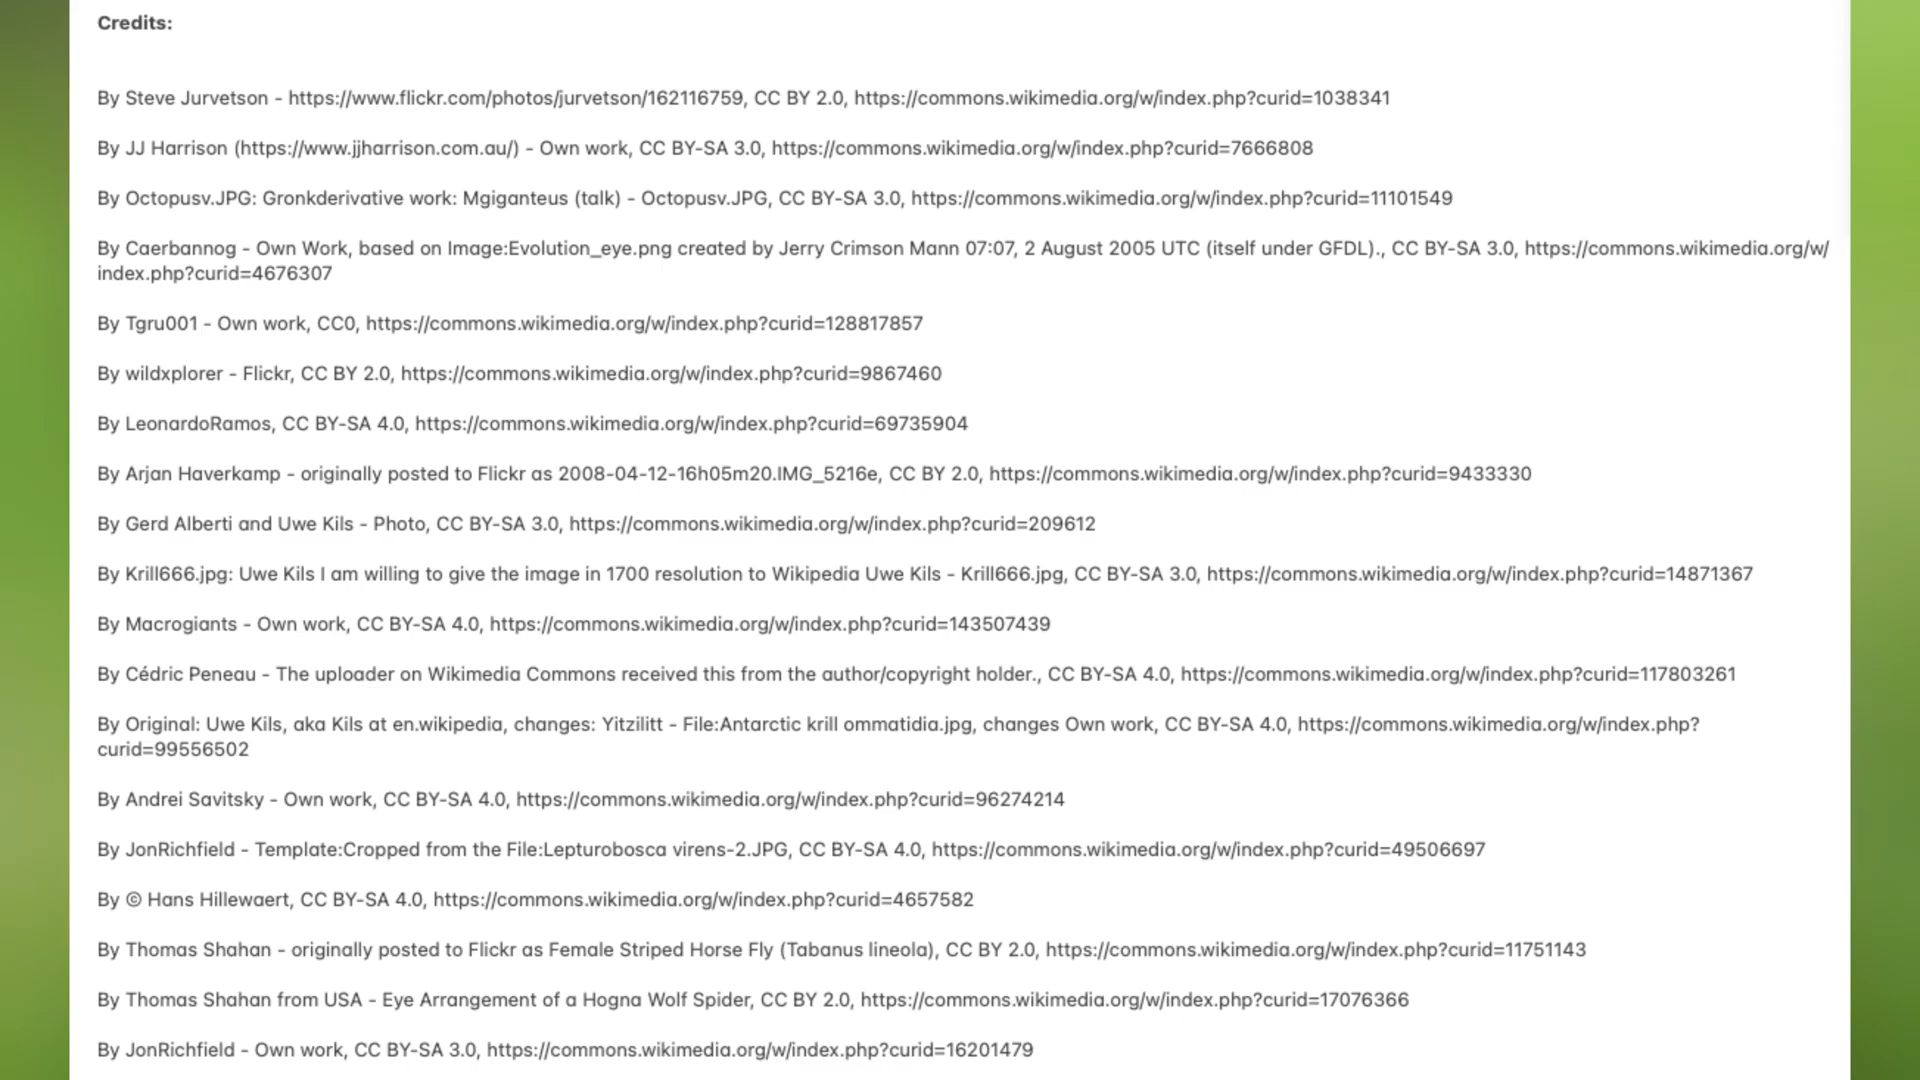 Credits:
By Steve Jurvetson - https://www.flickr.com/photos/jurvetson/162116759, CC BY 2.0, https://commons.wikimedia.org/w/index.php?curid=1038341
By JJ Harrison (https://www.jjharrison.com.au/) - Own work, CC BY-SA 3.0, https://commons.wikimedia.org/w/index.php?curid=7666808
By Octopusv.JPG: Gronkderivative work: Mgiganteus (talk) - Octopusv.JPG, CC BY-SA 3.0, https://commons.wikimedia.org/w/index.php?curid=11101549
By Caerbannog - Own Work, based on Image:Evolution_eye.png created by Jerry Crimson Mann 07:07, 2 August 2005 UTC (itself under GFDL)., CC BY-SA 3.0, https://commons.wikimedia.org/w/
index.php?curid=4676307
By Tgru001 - Own work, CC0, https://commons.wikimedia.org/w/index.php?curid=128817857
By wildxplorer - Flickr, CC BY 2.0, https://commons.wikimedia.org/w/index.php?curid=9867460
By LeonardoRamos, CC BY-SA 4.0, https://commons.wikimedia.org/w/index.php?curid=69735904
By Arjan Haverkamp - originally posted to Flickr as 2008-04-12-16h05m20.IMG_5216e, CC BY 2.0, https://commons.wikimedia.org/w/index.php?curid=9433330
By Gerd Alberti and Uwe Kils - Photo, CC BY-SA 3.0, https://commons.wikimedia.org/w/index.php?curid=209612
By Krill666.jpg: Uwe Kils I am willing to give the image in 1700 resolution to Wikipedia Uwe Kils - Krill666.jpg, CC BY-SA 3.0, https://commons.wikimedia.org/w/index.php?curid=14871367
By Macrogiants - Own work, CC BY-SA 4.0, https://commons.wikimedia.org/w/index.php?curid=143507439
By Cédric Peneau - The uploader on Wikimedia Commons received this from the author/copyright holder., CC BY-SA 4.0, https://commons.wikimedia.org/w/index.php?curid=117803261
By Original: Uwe Kils, aka Kils at en.wikipedia, changes: Yitzilitt - File:Antarctic krill ommatidia.jpg, changes Own work, CC BY-SA 4.0, https://commons.wikimedia.org/w/index.php?
curid=99556502
By Andrei Savitsky - Own work, CC BY-SA 4.0, https://commons.wikimedia.org/w/index.php?curid=96274214
By JonRichfield - Template:Cropped from the File:Lepturobosca virens-2.JPG, CC BY-SA 4.0, https://commons.wikimedia.org/w/index.php?curid=49506697
By © Hans Hillewaert, CC BY-SA 4.0, https://commons.wikimedia.org/w/index.php?curid=4657582
By Thomas Shahan - originally posted to Flickr as Female Striped Horse Fly (Tabanus lineola), CC BY 2.0, https://commons.wikimedia.org/w/index.php?curid=11751143
By Thomas Shahan from USA - Eye Arrangement of a Hogna Wolf Spider, CC BY 2.0, https://commons.wikimedia.org/w/index.php?curid=17076366
By JonRichfield - Own work, CC BY-SA 3.0, https://commons.wikimedia.org/w/index.php?curid=16201479